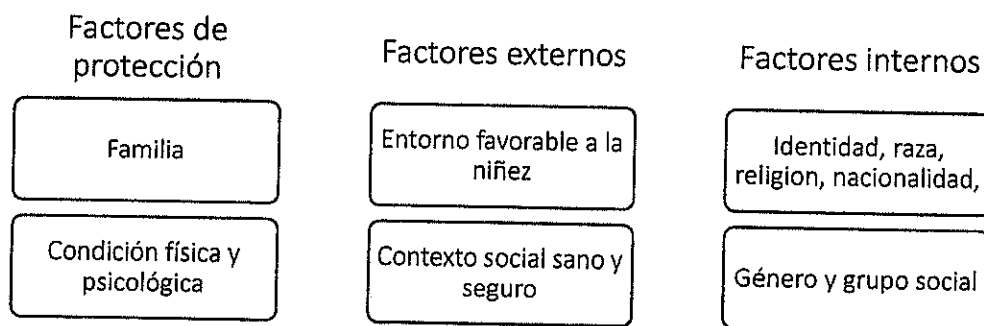 Factores de
protección
Familia
Condición física y
psicológica
Factores externos
Entorno favorable a la
niñez
Contexto social sano y
seguro
Factores internos
Identidad, raza,
religion, nacionalidad,
Género y grupo social